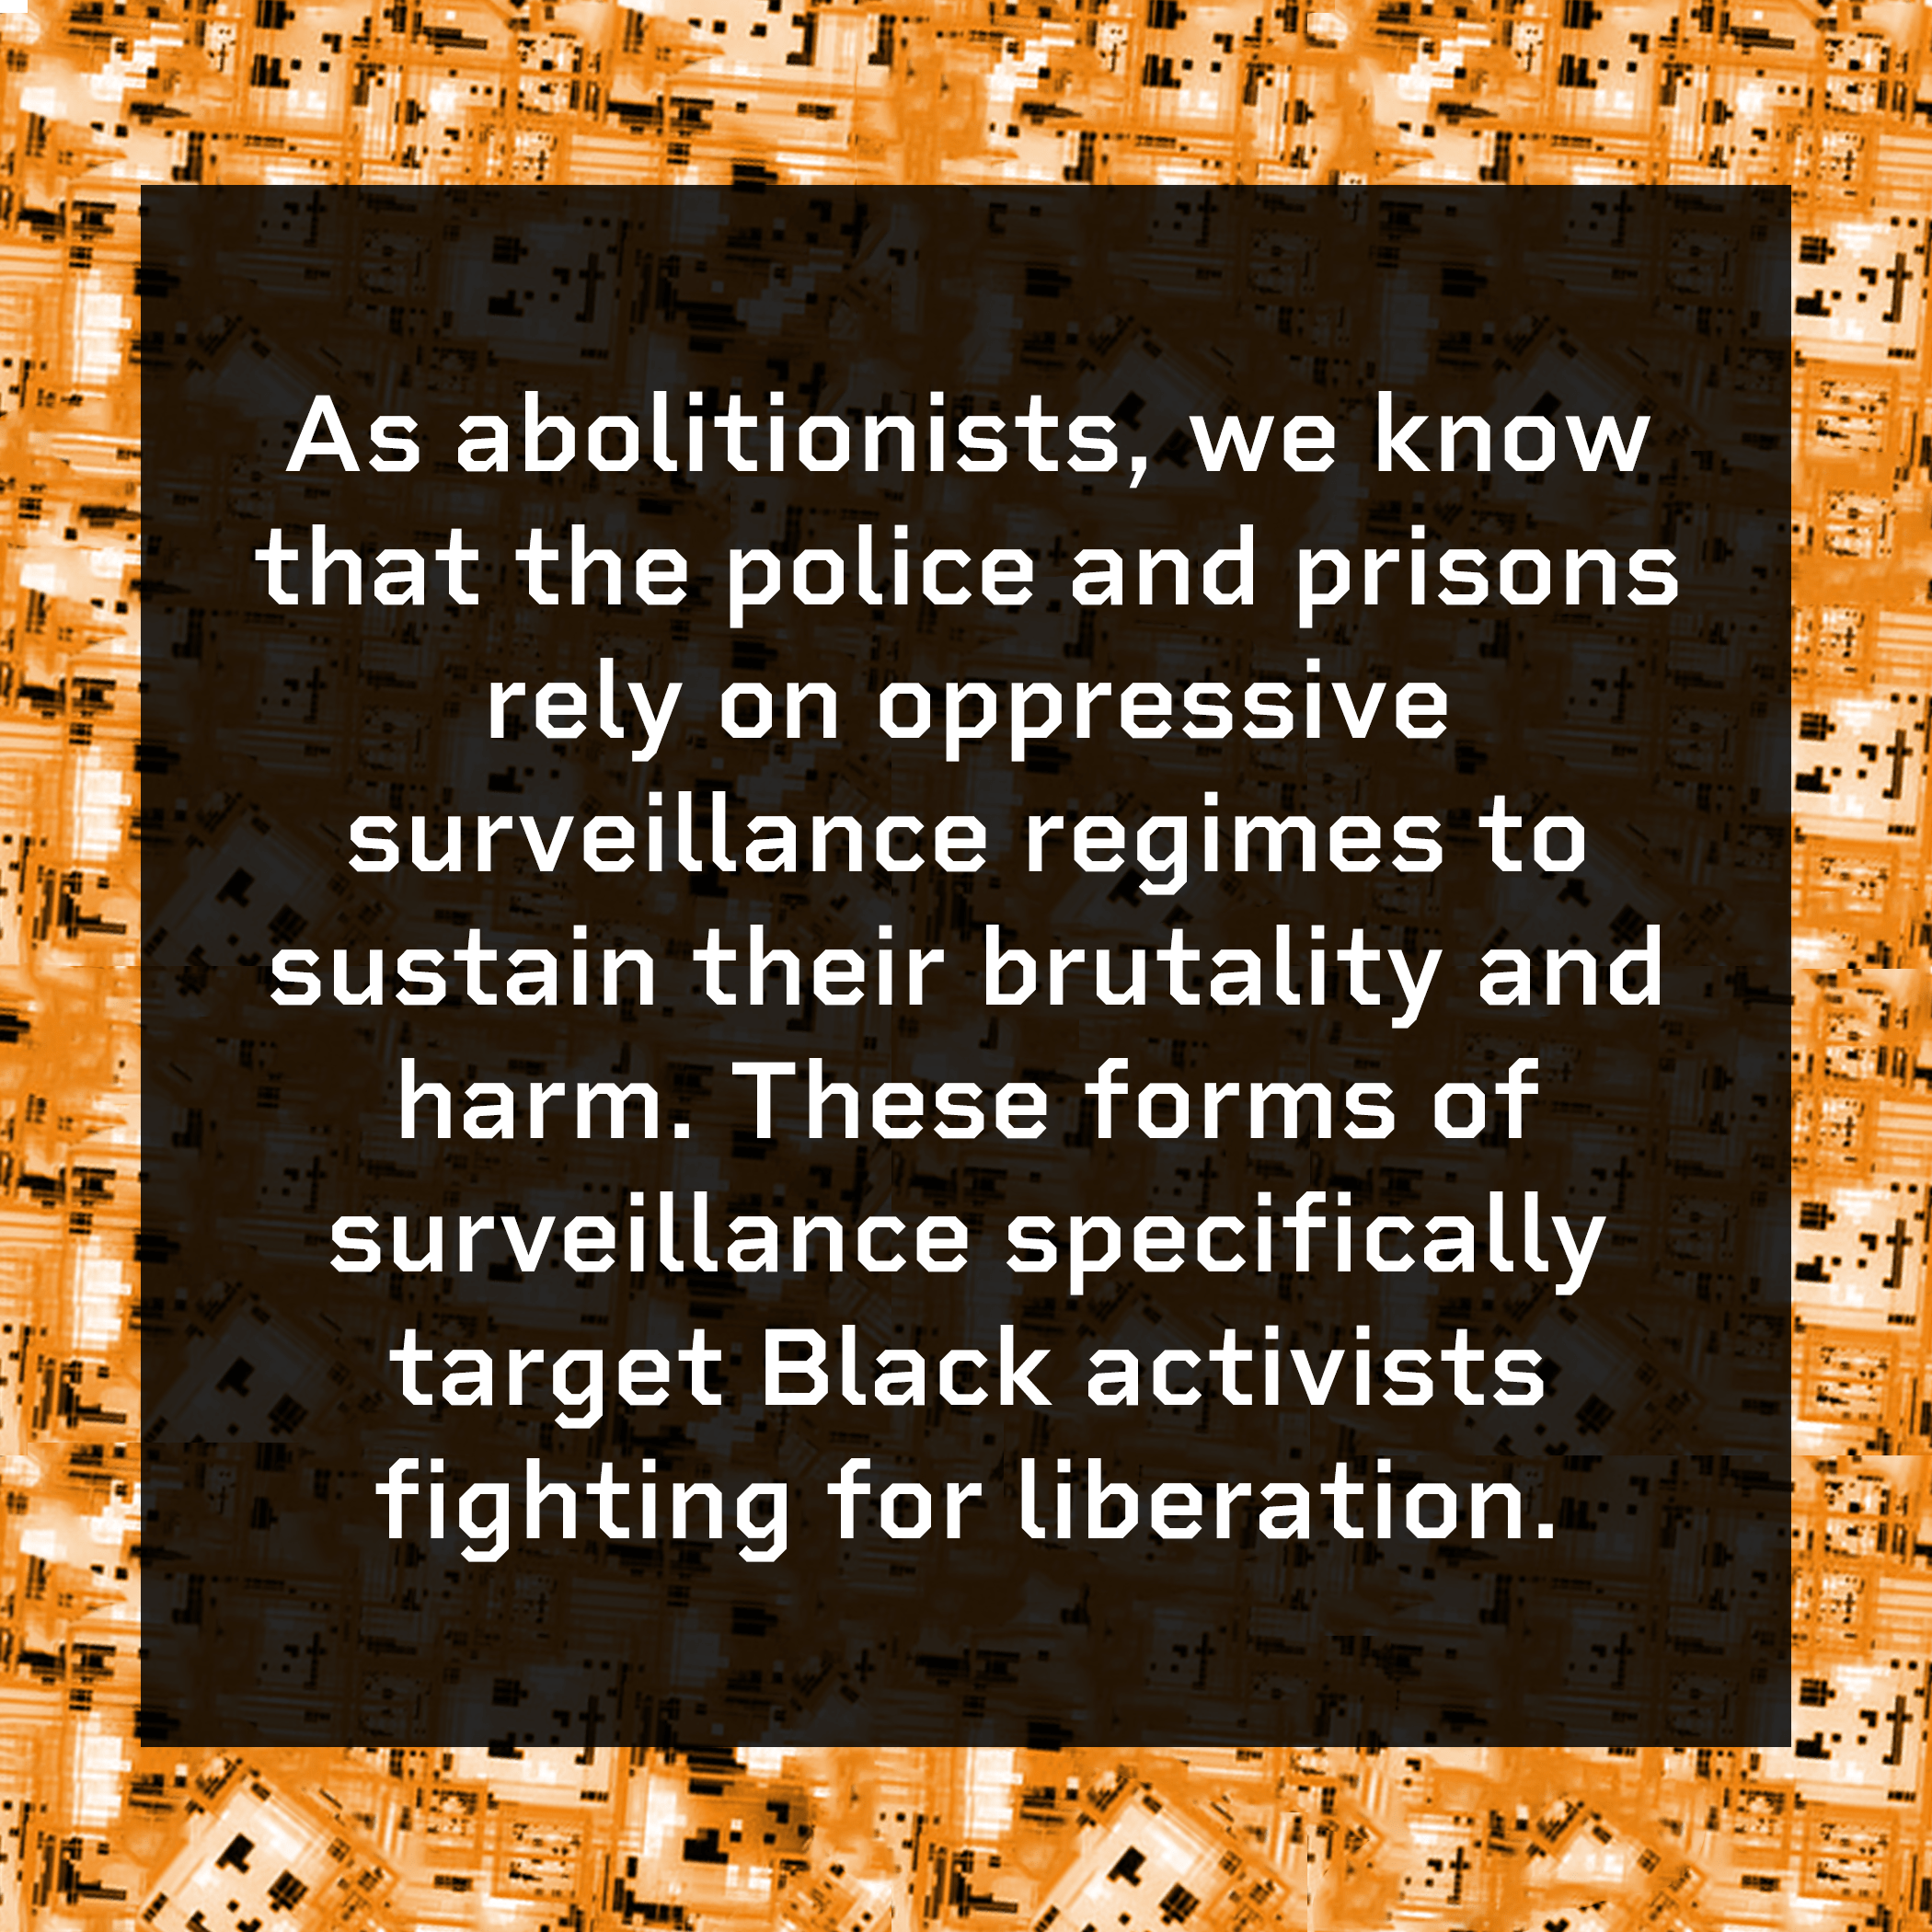 As abolitionists, we know
that the police and prisons
rely on oppressive
surveillance regimes to
sustain their brutality and
harm. These forms of
surveillance specifically
target Black activists
fighting for liberation.